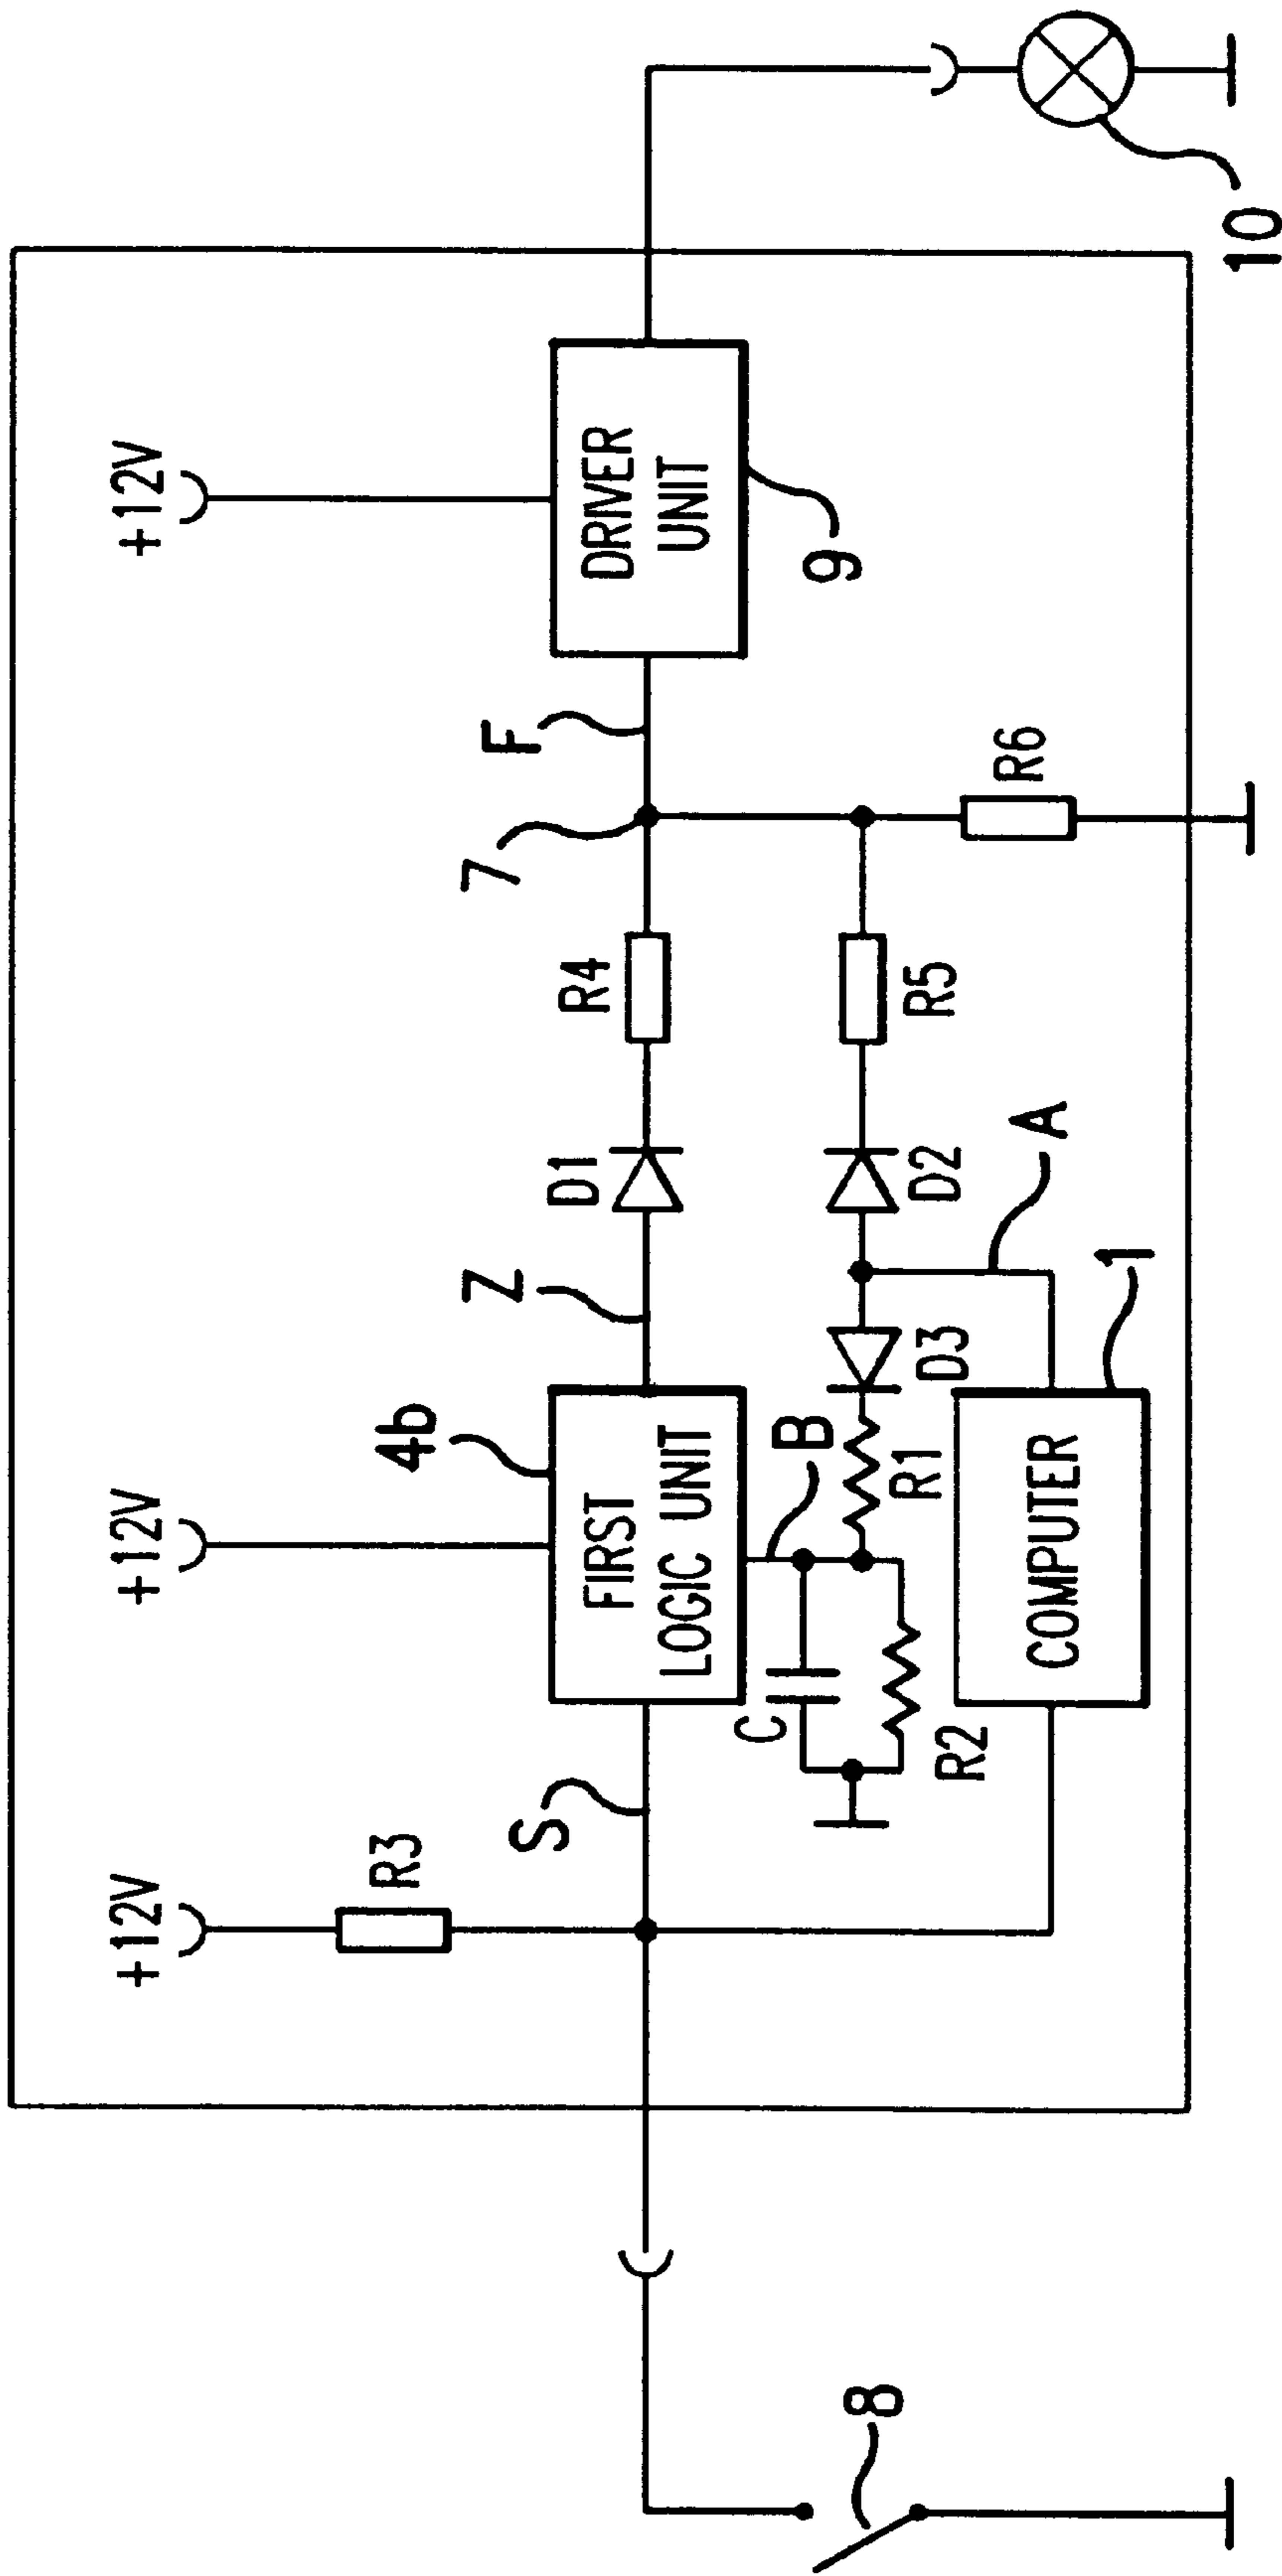 +12V
+12V
+12V
R3
4b
7
F
S
Z
D1
R4
FIRST
LOGIC UNIT
DRIVER
UNIT
9
B
C
R2
R1
D3
D2
R5
R6
A
COMPUTER
1
8
10